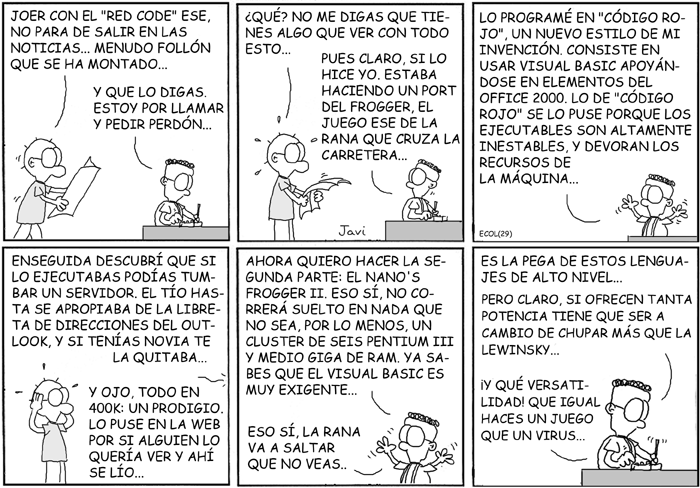 JOER CON EL "RED CODE" ESE,
NO PARA DE SALIR EN LAS
NOTICIAS... MENUDO FOLLÓN
QUE SE HA MONTADO...
Y QUE LO DIGAS.
ESTOY POR LLAMAR
Y PEDIR PERDÓN...
¿QUÉ? NO ME DIGAS QUE TIE-
NES ALGO QUE VER CON TODO
ESTO...
PUES CLARO, SI LO
HICE YO. ESTABA
HACIENDO UN PORT
DEL FROGGER, EL
JUEGO ESE DE LA
RANA QUE CRUZA LA
CARRETERA...
Javi
LO PROGRAMÉ EN "CÓDIGO RO-
JO", UN NUEVO ESTILO DE MI
INVENCIÓN. CONSISTE EN
USAR VISUAL BASIC APOYÁN-
DOSE EN ELEMENTOS DEL
OFFICE 2000. LO DE "CÓDIGO
ROJO" SE LO PUSE PORQUE LOS
EJECUTABLES SON ALTAMENTE
INESTABLES, Y DEVORAN LOS
RECURSOS DE
LA MÁQUINA...
ECOL(29)
ENSEGUIDA DESCUBRÍ QUE SI
LO EJECUTABAS PODÍAS TUM-
BAR UN SERVIDOR. EL TÍO HAS-
TA SE APROPIABA DE LA LIBRE-
TA DE DIRECCIONES DEL OUT-
LOOK, Y SI TENÍAS NOVIA TE
LA QUITABA...
Y OJO, TODO EN
400K: UN PRODIGIO.
LO PUSE EN LA WEB
POR SI ALGUIEN LO
QUERÍA VER Y AHÍ
SE LÍO...
AHORA QUIERO HACER LA SE-
GUNDA PARTE: EL NANO'S
FROGGER II. ESO SÍ, NO CO-
RRERÁ SUELTO EN NADA QUE
NO SEA, POR LO MENOS, UN
CLUSTER DE SEIS PENTIUM III
Y MEDIO GIGA DE RAM. YA SA-
BES QUE EL VISUAL BASIC ES
MUY EXIGENTE...
ESO SÍ, LA RANA
VA A SALTAR
QUE NO VEAS..
ES LA PEGA DE ESTOS LENGUA-
JES DE ALTO NIVEL...
PERO CLARO, SI OFRECEN TANTA
POTENCIA TIENE QUE SER A
CAMBIO DE CHUPAR MÁS QUE LA
LEWINSKY...
¡Y QUÉ VERSATI-
LIDAD! QUE IGUAL
HACES UN JUEGO
QUE UN VIRUS...